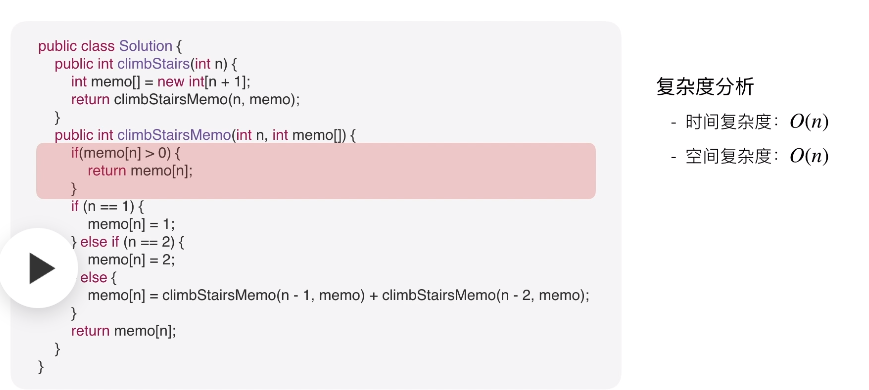 public class Solution {
public int climbStairs(int n) {
int memo[] = new int[n + 1];
return climbStairsMemo(n, memo);
}
public int climbStairsMemo(int n, int memo[]) {
if(memo[n] > 0) {
return memo[n];
}
if (n == 1) {
memo[n] = 1;
} else if (n == 2) {
memo[n] = 2;
else {
memo[n] = climbStairsMemo(n - 1, memo) + climbStairsMemo(n - 2, memo);
}
return memo[n];
}
}
复杂度分析
- 时间复杂度：O(n)
- 空间复杂度：O(n)